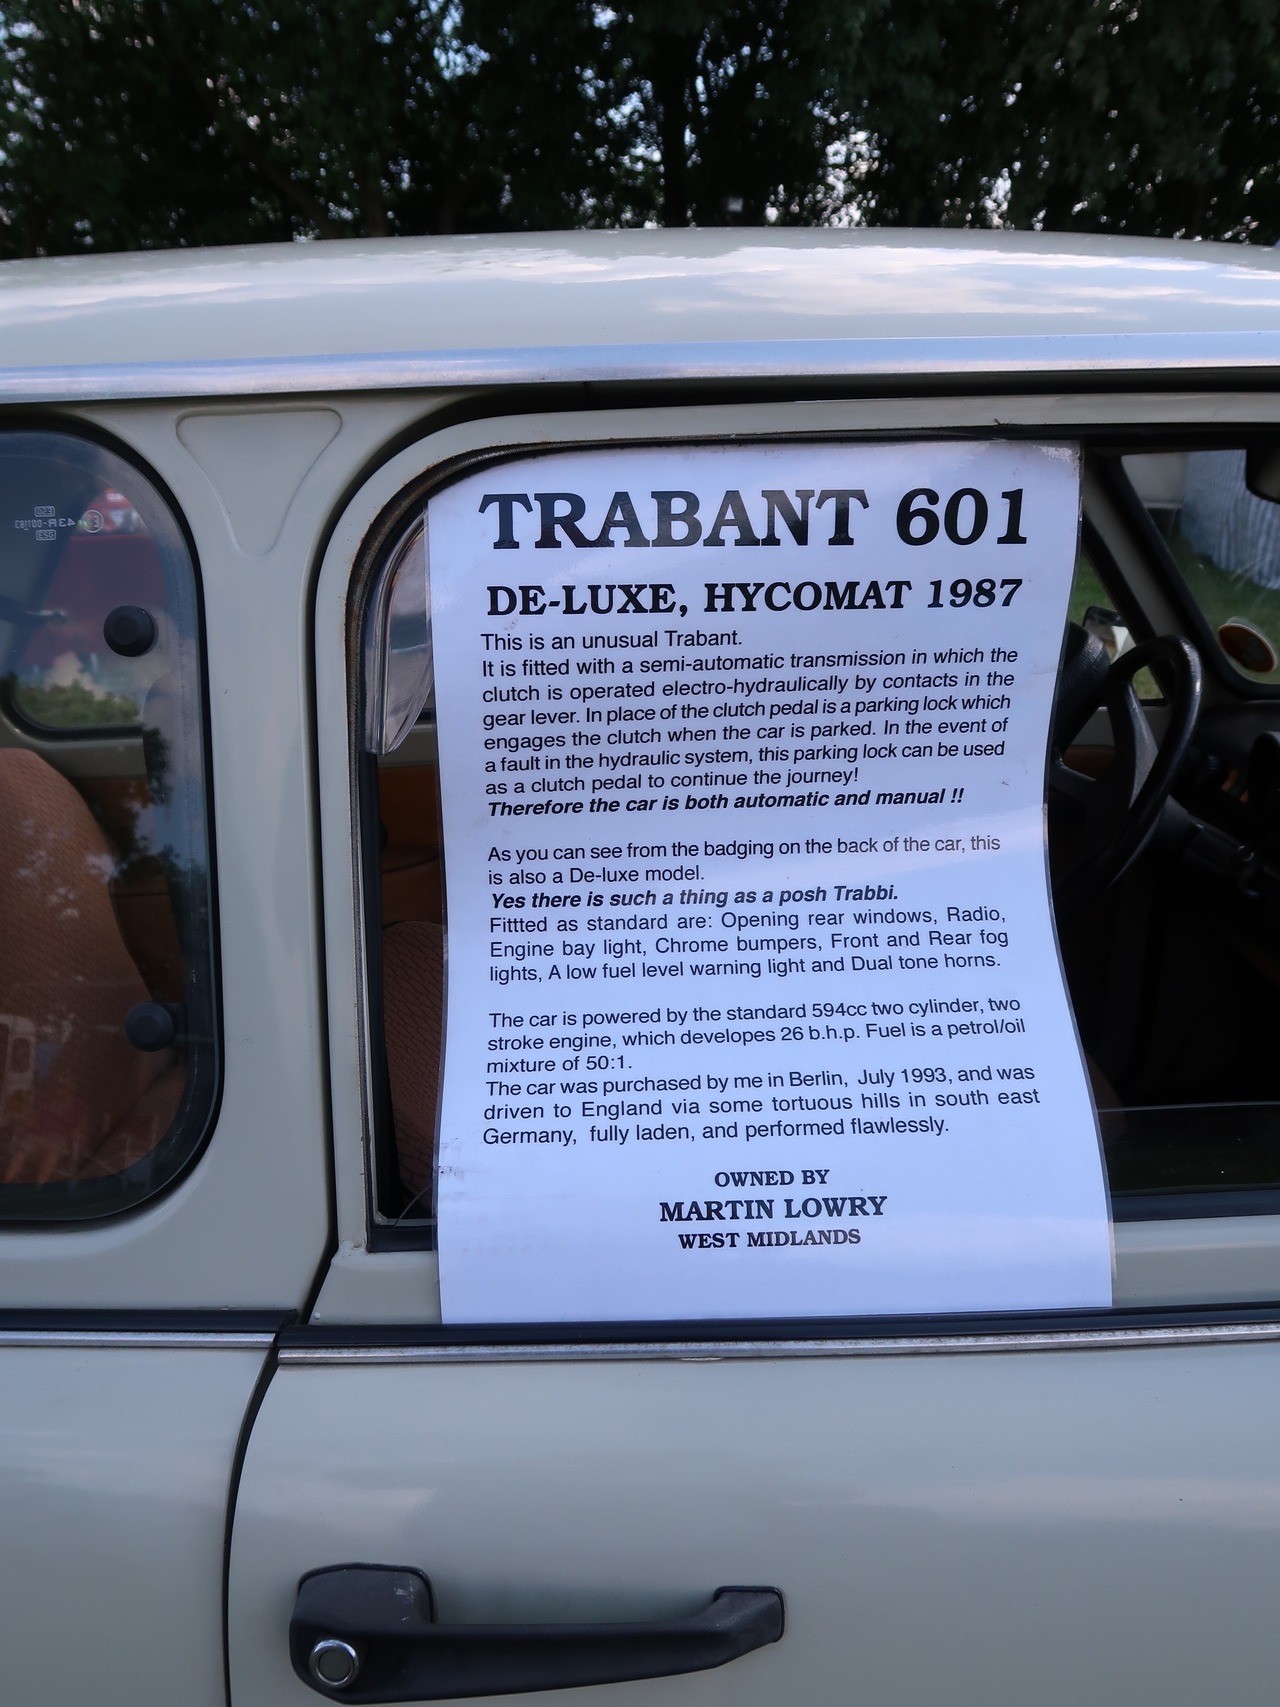 TRABANT 601
DE-LUXE, HYCOMAT 1987
This is an unusual Trabant.
It is fitted with a semi-automatic transmission in which the
clutch is operated electro-hydraulically by contacts in the
gear lever. In place of the clutch pedal is a parking lock which
engages the clutch when the car is parked. In the event of
a fault in the hydraulic system, this parking lock can be used
as a clutch pedal to continue the journey!
Therefore the car is both automatic and manual !!
As you can see from the badging on the back of the car, this
is also a De-luxe model.
Yes there is such a thing as a posh Trabbi.
Fittted as standard are: Opening rear windows, Radio,
Engine bay light, Chrome bumpers, Front and Rear fog
lights, A low fuel level warning light and Dual tone horns.
The car is powered by the standard 594cc two cylinder, two
stroke engine, which developes 26 b.h.p. Fuel is a petrol/oil
mixture of 50:1.
The car was purchased by me in Berlin, July 1993, and was
driven to England via some tortuous hills in south east
Germany, fully laden, and performed flawlessly.
OWNED BY
MARTIN LOWRY
WEST MIDLANDS